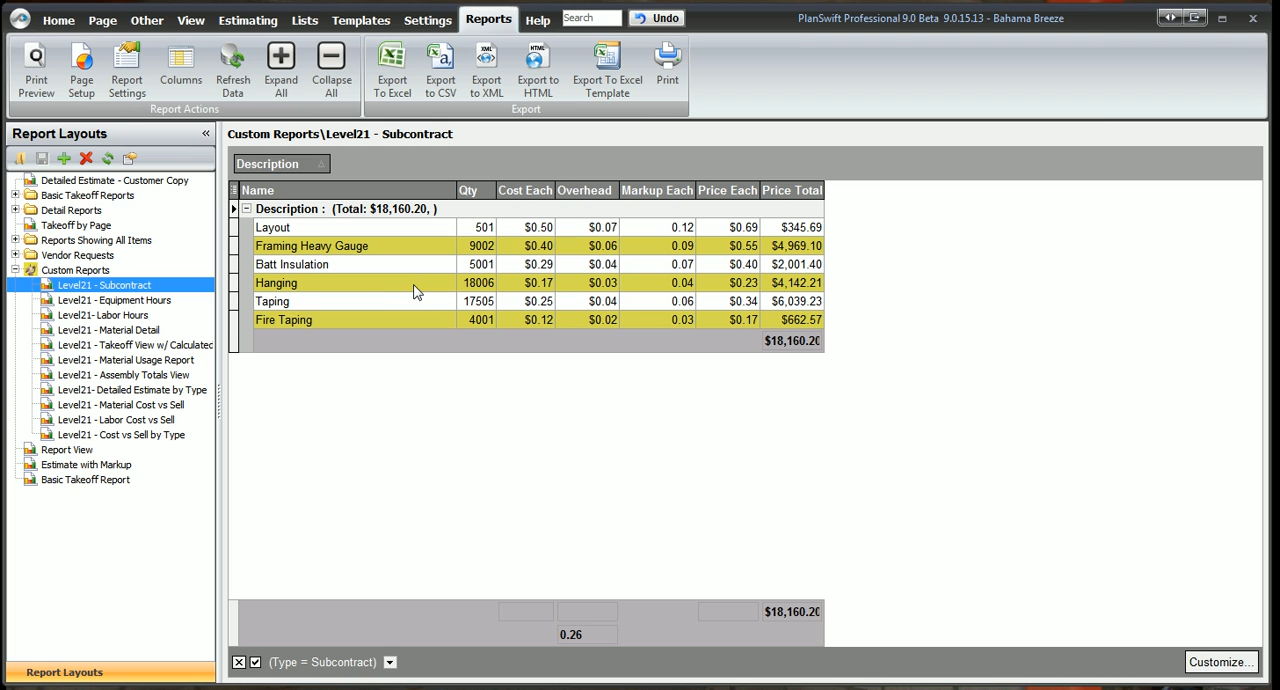 Home Page Other View Estimating Lists Templates Settings Reports Help Search Undo PlanSwift Professional 9.0 Beta 9.0.15.13 - Bahama Breeze
Print Preview
Page Setup
Report Settings
Columns
Refresh Data
Expand All
Collapse All
Export To Excel
Export to CSV
Export to XML
Export to HTML
Export To Excel Template
Print
Report Actions
Export
Report Layouts «
Detailed Estimate - Customer Copy
Basic Takeoff Reports
Detail Reports
Takeoff by Page
Reports Showing All Items
Vendor Requests
Custom Reports
Level21 - Subcontract
Level21 - Equipment Hours
Level21- Labor Hours
Level21 - Material Detail
Level21 - Takeoff View w/ Calculated
Level21 - Material Usage Report
Level21 - Assembly Totals View
Level21- Detailed Estimate by Type
Level21 - Material Cost vs Sell
Level21 - Labor Cost vs Sell
Level21 - Cost vs Sell by Type
Report View
Estimate with Markup
Basic Takeoff Report
Report Layouts
Custom Reports\Level21 - Subcontract
Description
Name Qty Cost Each Overhead Markup Each Price Each Price Total
Description : (Total: $18,160.20, )
Layout 501 $0.50 $0.07 0.12 $0.69 $345.69
Framing Heavy Gauge 9002 $0.40 $0.06 0.09 $0.55 $4,969.10
Batt Insulation 5001 $0.29 $0.04 0.07 $0.40 $2,001.40
Hanging 18006 $0.17 $0.03 0.04 $0.23 $4,142.21
Taping 17505 $0.25 $0.04 0.06 $0.34 $6,039.23
Fire Taping 4001 $0.12 $0.02 0.03 $0.17 $662.57
$18,160.20
$18,160.20
0.26
(Type = Subcontract)
Customize...